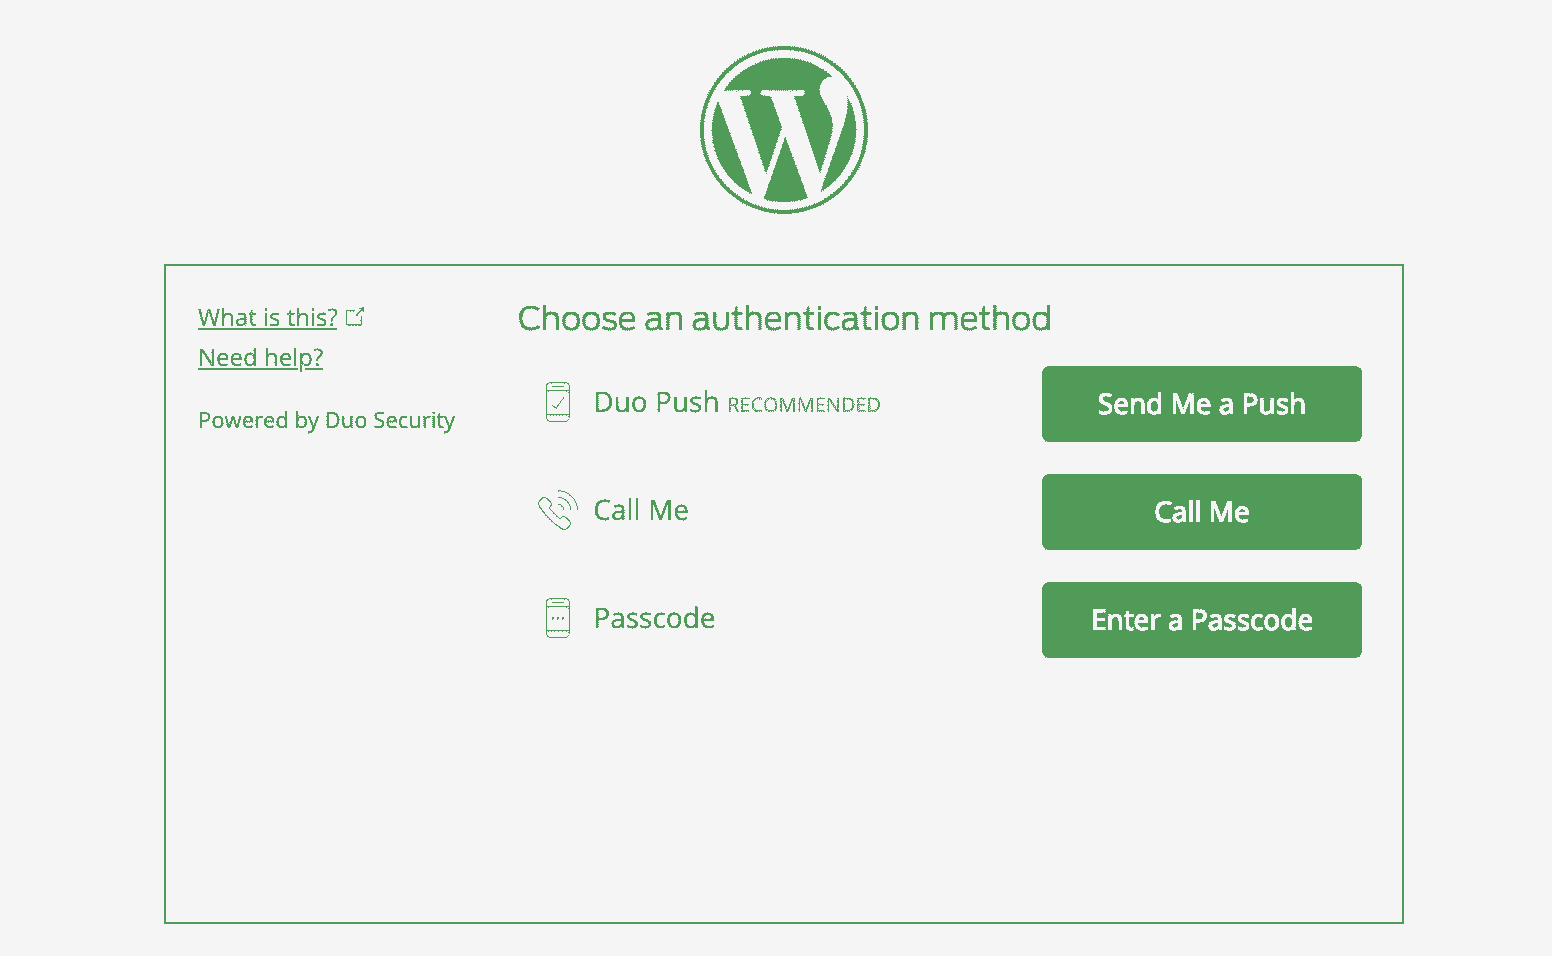 What is this?
Need help?
Powered by Duo Security
Choose an authentication method
Duo Push RECOMMENDED
Send Me a Push
Call Me
Call Me
Passcode
Enter a Passcode